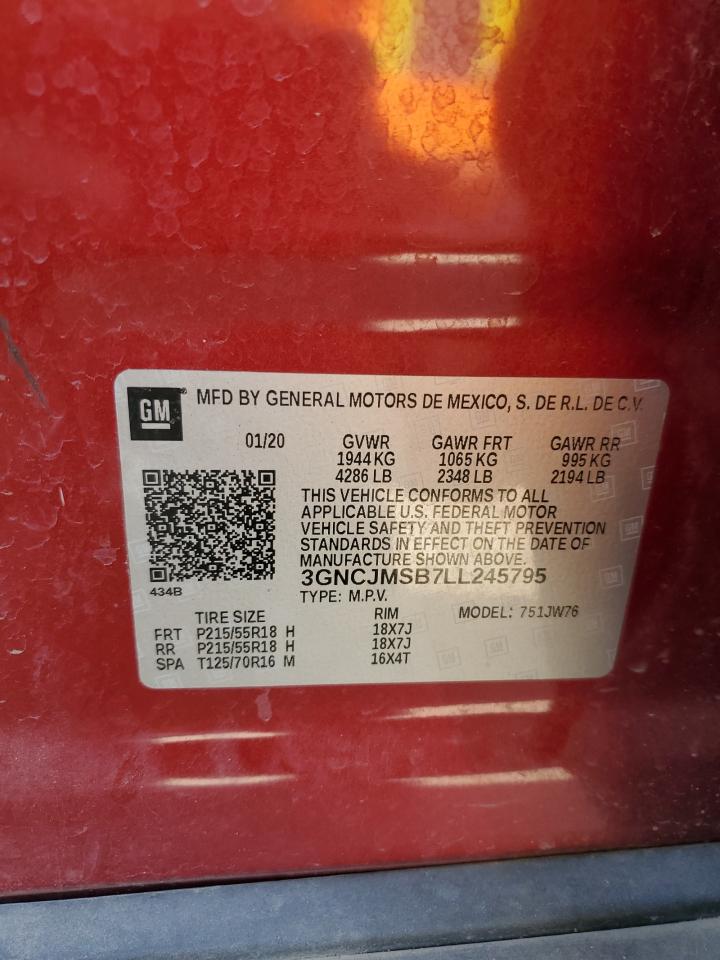 GM
MFD BY GENERAL MOTORS DE MEXICO, S. DE R.L. DE C.V.
01/20 GVWR GAWR FRT GAWR RR
1944 KG 1065 KG 995 KG
4286 LB 2348 LB 2194 LB
THIS VEHICLE CONFORMS TO ALL
APPLICABLE U.S. FEDERAL MOTOR
VEHICLE SAFETY AND THEFT PREVENTION
STANDARDS IN EFFECT ON THE DATE OF
MANUFACTURE SHOWN ABOVE.
3GNCJMSB7LL245795
434B
TYPE: M.P.V.
TIRE SIZE RIM MODEL: 751JW76
FRT P215/55R18 H 18X7J
RR P215/55R18 H 18X7J
SPA T125/70R16 M 16X4T